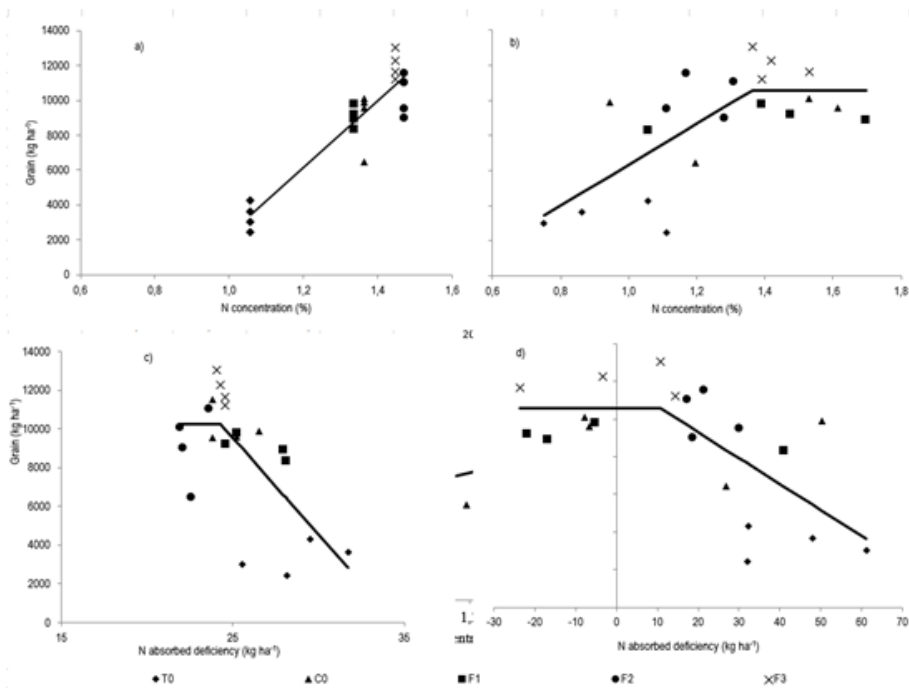 a)
14000
12000
10000
8000
6000
4000
2000
0
Grain (kg ha⁻¹)
0,6 0,8 1,0 1,2 1,4 1,6
N concentration (%)
b)
0,6 0,8 1,0 1,2 1,4 1,6 1,8
N concentration (%)
20
c)
14000
12000
10000
8000
6000
4000
2000
0
Grain (kg ha⁻¹)
15 25 35
N absorbed deficiency (kg ha⁻¹)
d)
1,
entr
-30 -20 -10 0 10 20 30 40 50 60 70
N absorbed deficiency (kg ha⁻¹)
T0 C0 F1 F2 F3